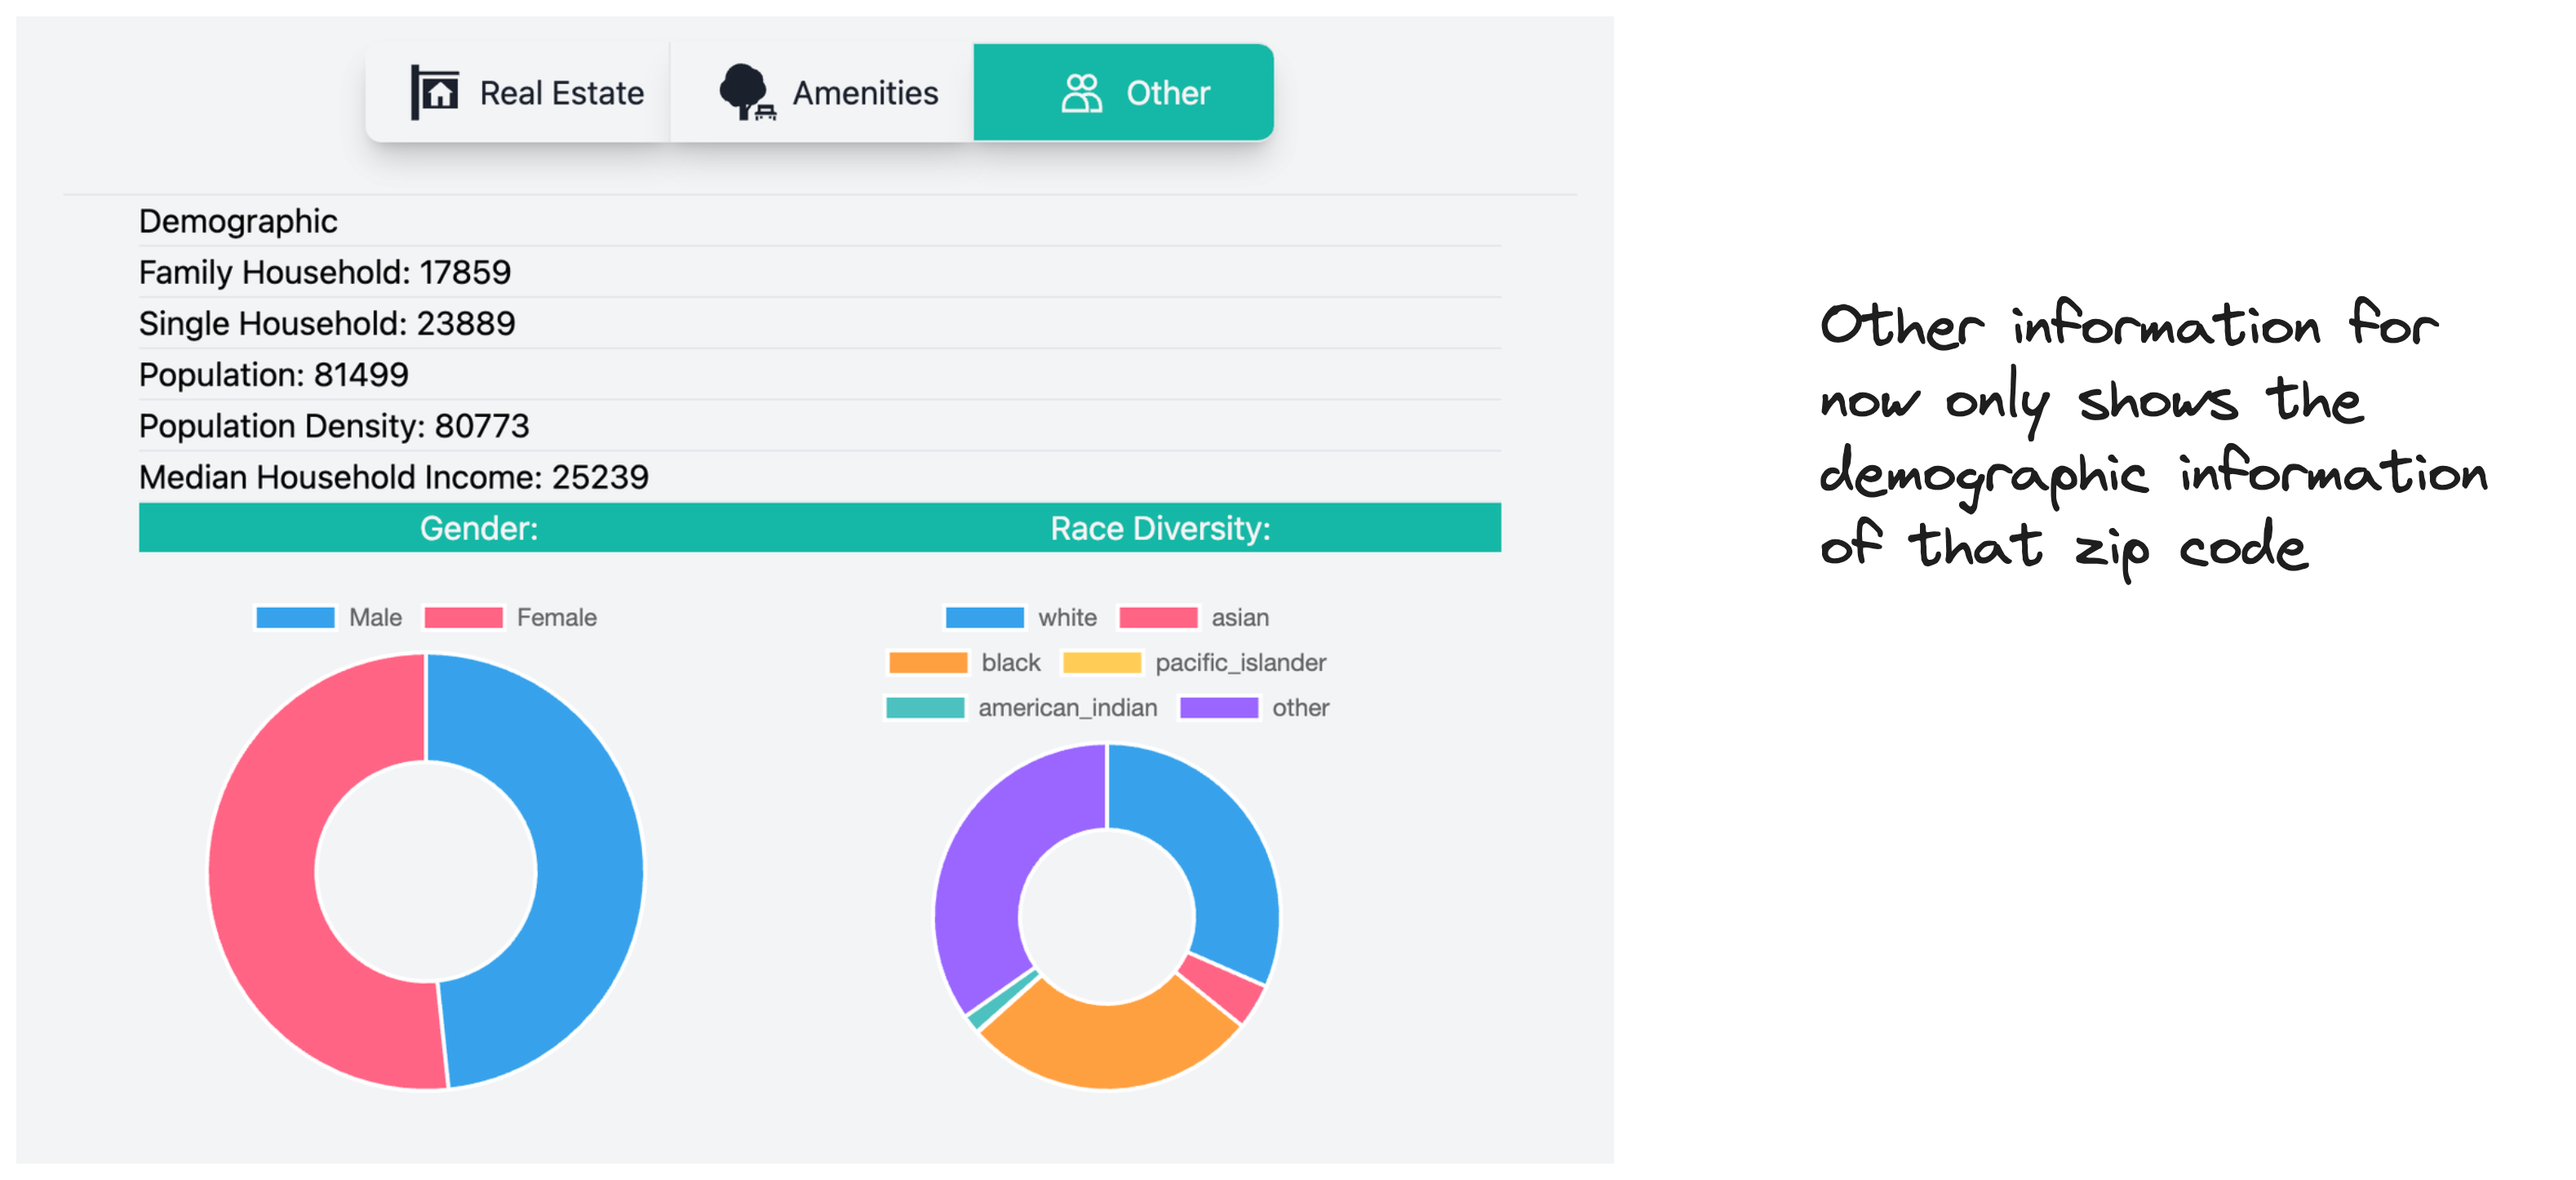 Real Estate Amenities Other
Demographic
Family Household: 17859
Single Household: 23889
Population: 81499
Population Density: 80773
Median Household Income: 25239
Gender: Race Diversity:
Male Female
white asian
black pacific_islander
american_indian other
Other information for
now only shows the
demographic information
of that zip code